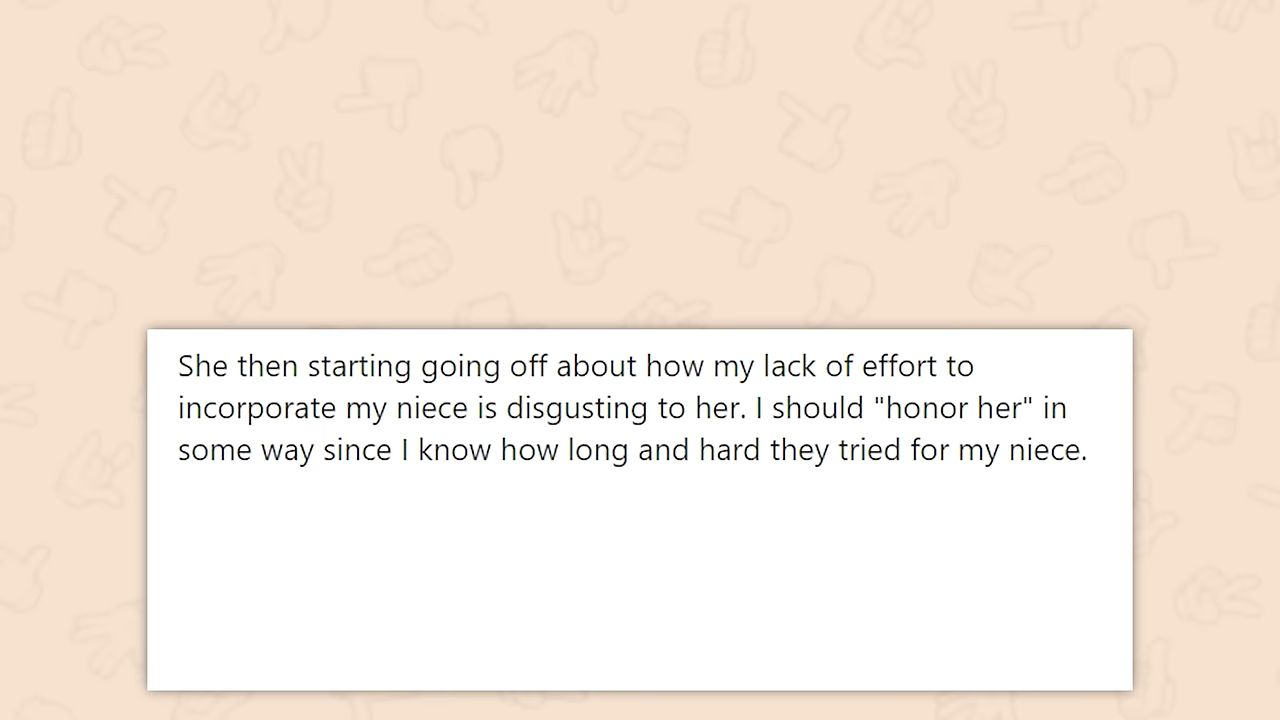 She then starting going off about how my lack of effort to
incorporate my niece is disgusting to her. I should "honor her" in
some way since I know how long and hard they tried for my niece.